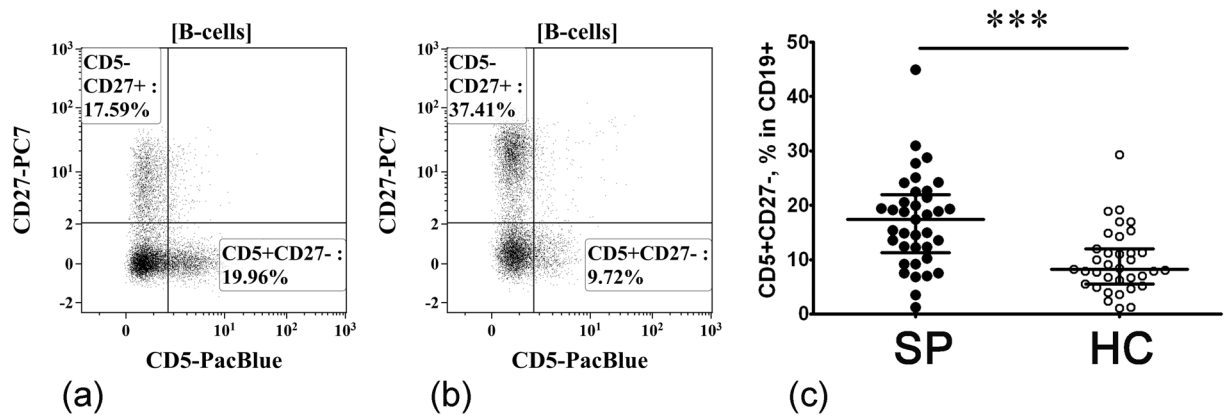 [B-cells]
10³
10²
10¹
2
0
-2
CD27-PC7
CD5-
CD27+ :
17.59%
CD5+CD27- :
19.96%
0 10¹ 10² 10³
CD5-PacBlue
(a)
[B-cells]
10³
10²
10¹
2
0
-2
CD27-PC7
CD5-
CD27+ :
37.41%
CD5+CD27- :
9.72%
0 10¹ 10² 10³
CD5-PacBlue
(b)
***
50
40
30
20
10
0
CD5+CD27-, % in CD19+
SP HC
(c)